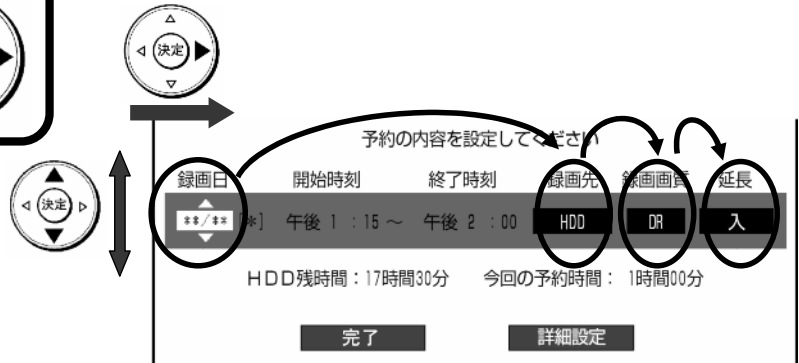 決定
予約の内容を設定してください
録画日 開始時刻 終了時刻 録画先 録画画質 延長
決定
**/** [*] 午後 1 : 15 ～ 午後 2 : 00 HDD DR 入
HDD残時間：17時間30分 今回の予約時間： 1時間00分
完了 詳細設定